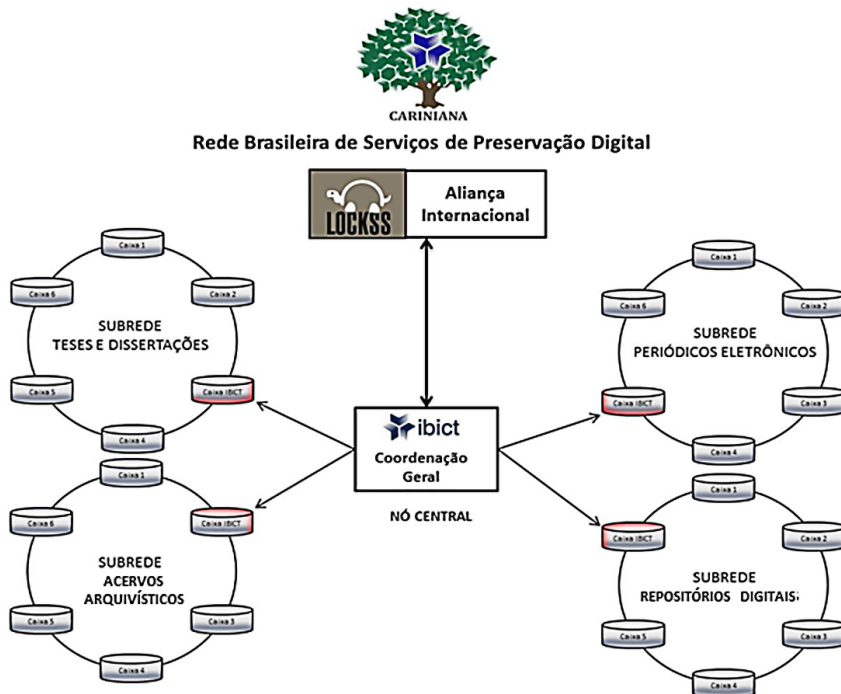 CARINIANA
Rede Brasileira de Serviços de Preservação Digital
LOCKSS
Aliança
Internacional
Caixa 1
Caixa 6
Caixa 2
SUBREDE
TESES E DISSERTAÇÕES
Caixa 5
Caixa IBICT
Caixa 4
Caixa 1
Caixa 6
Caixa 2
SUBREDE
PERIÓDICOS ELETRÔNICOS
Caixa IBICT
Caixa 3
Caixa 4
ibict
Coordenação
Geral
NÓ CENTRAL
Caixa 1
Caixa 6
Caixa IBICT
SUBREDE
ACERVOS
ARQUIVÍSTICOS
Caixa 5
Caixa 3
Caixa 4
Caixa 1
Caixa IBICT
Caixa 2
SUBREDE
REPOSITÓRIOS DIGITAIS
Caixa 5
Caixa 3
Caixa 4